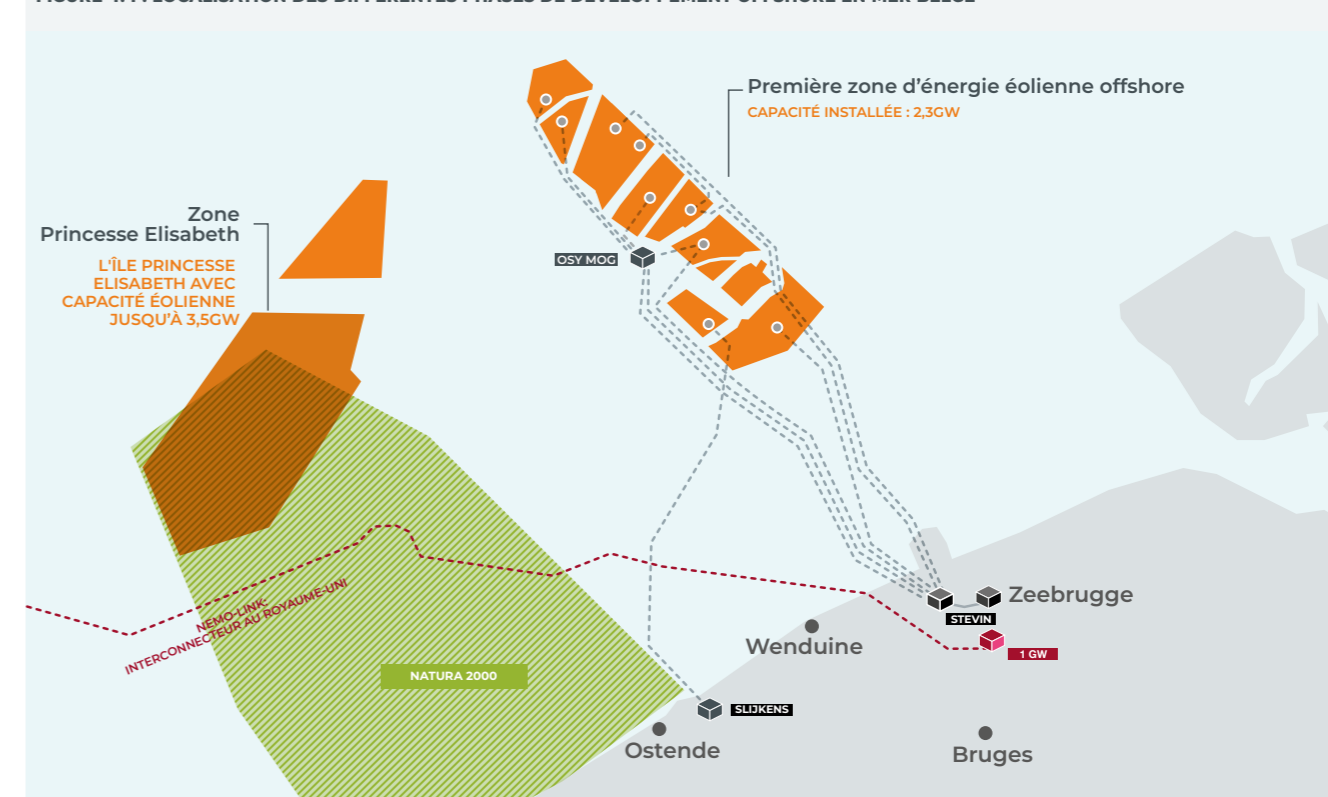 Première zone d'énergie éolienne offshore
CAPACITÉ INSTALLÉE : 2,3GW
Zone
Princesse Elisabeth
L'ÎLE PRINCESSE
ELISABETH AVEC
CAPACITÉ ÉOLIENNE
JUSQU'À 3,5GW
OSY MOG
NEMO-LINK:
INTERCONNECTEUR AU ROYAUME-UNI
NATURA 2000
Zeebrugge
STEVIN
Wenduine
1 GW
SLIJKENS
Ostende
Bruges